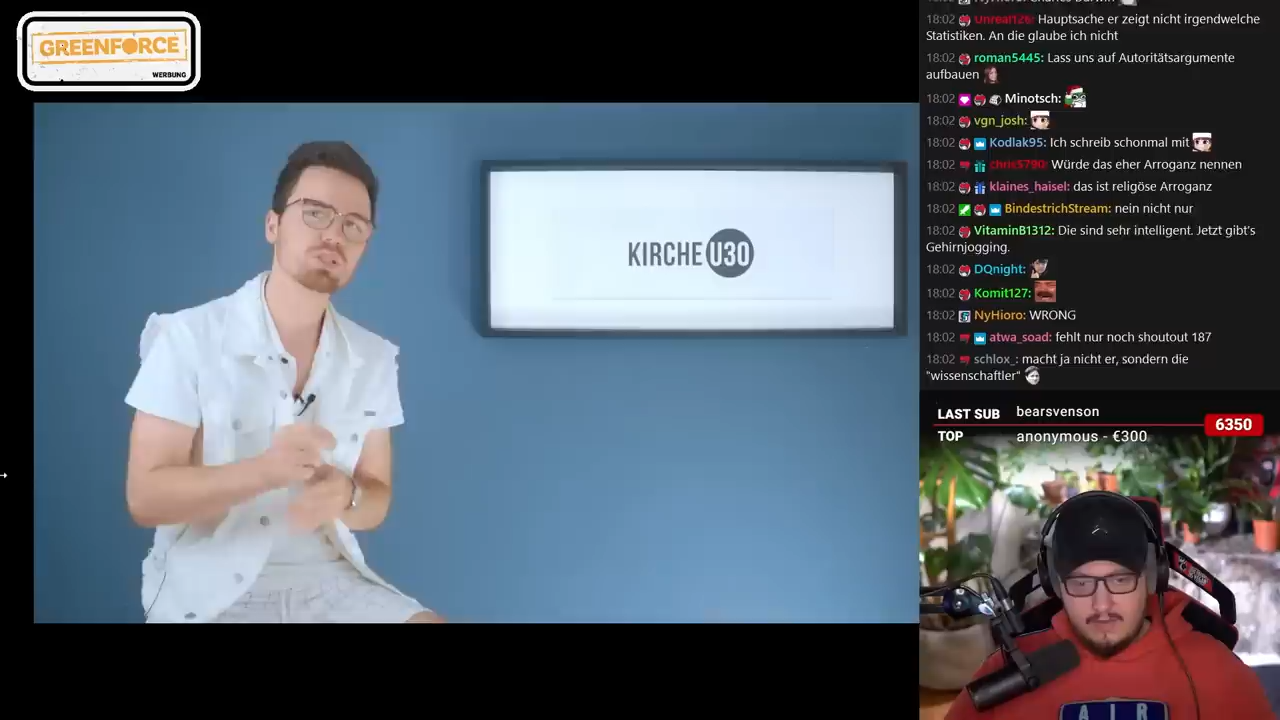 GREENFORCE
WERBUNG
KIRCHE U30
18:02 Unreal126: Hauptsache er zeigt nicht irgendwelche
Statistiken. An die glaube ich nicht
18:02 roman5445: Lass uns auf Autoritätsargumente
aufbauen
18:02 Minotsch:
18:02 vgn_josh:
18:02 Kodlak95: Ich schreib schonmal mit
18:02 chris5790: Würde das eher Arroganz nennen
18:02 klaines_haisel: das ist religöse Arroganz
18:02 BindestrichStream: nein nicht nur
18:02 VitaminB1312: Die sind sehr intelligent. Jetzt gibt's
Gehirnjogging.
18:02 DQnight:
18:02 Komit127:
18:02 NyHioro: WRONG
18:02 atwa_soad: fehlt nur noch shoutout 187
18:02 schlox_: macht ja nicht er, sondern die
"wissenschaftler"
LAST SUB bearsvenson
6350
TOP anonymous - €300
AIR